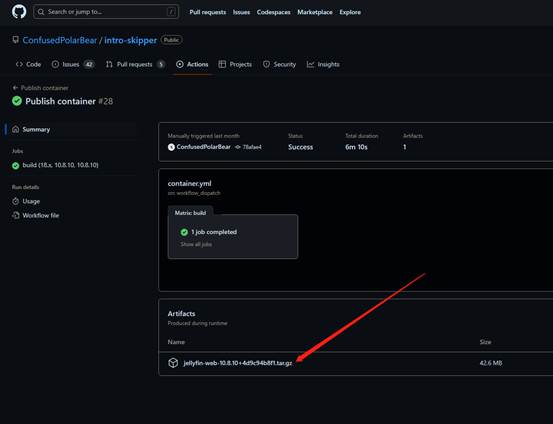 Search or jump to...
/
Pull requests Issues Codespaces Marketplace Explore
ConfusedPolarBear / intro-skipper Public
Code Issues 42 Pull requests 5 Actions Projects Security Insights
← Publish container
Publish container #28
Summary
Jobs
build (18.x, 10.8.10, 10.8.10)
Run details
Usage
Workflow file
Manually triggered last month Status Total duration Artifacts
ConfusedPolarBear 78afae4 Success 6m 10s 1
container.yml
on: workflow_dispatch
Matrix: build
1 job completed
Show all jobs
Artifacts
Produced during runtime
Name Size
jellyfin-web-10.8.10+4d9c94b8f1.tar.gz 42.6 MB